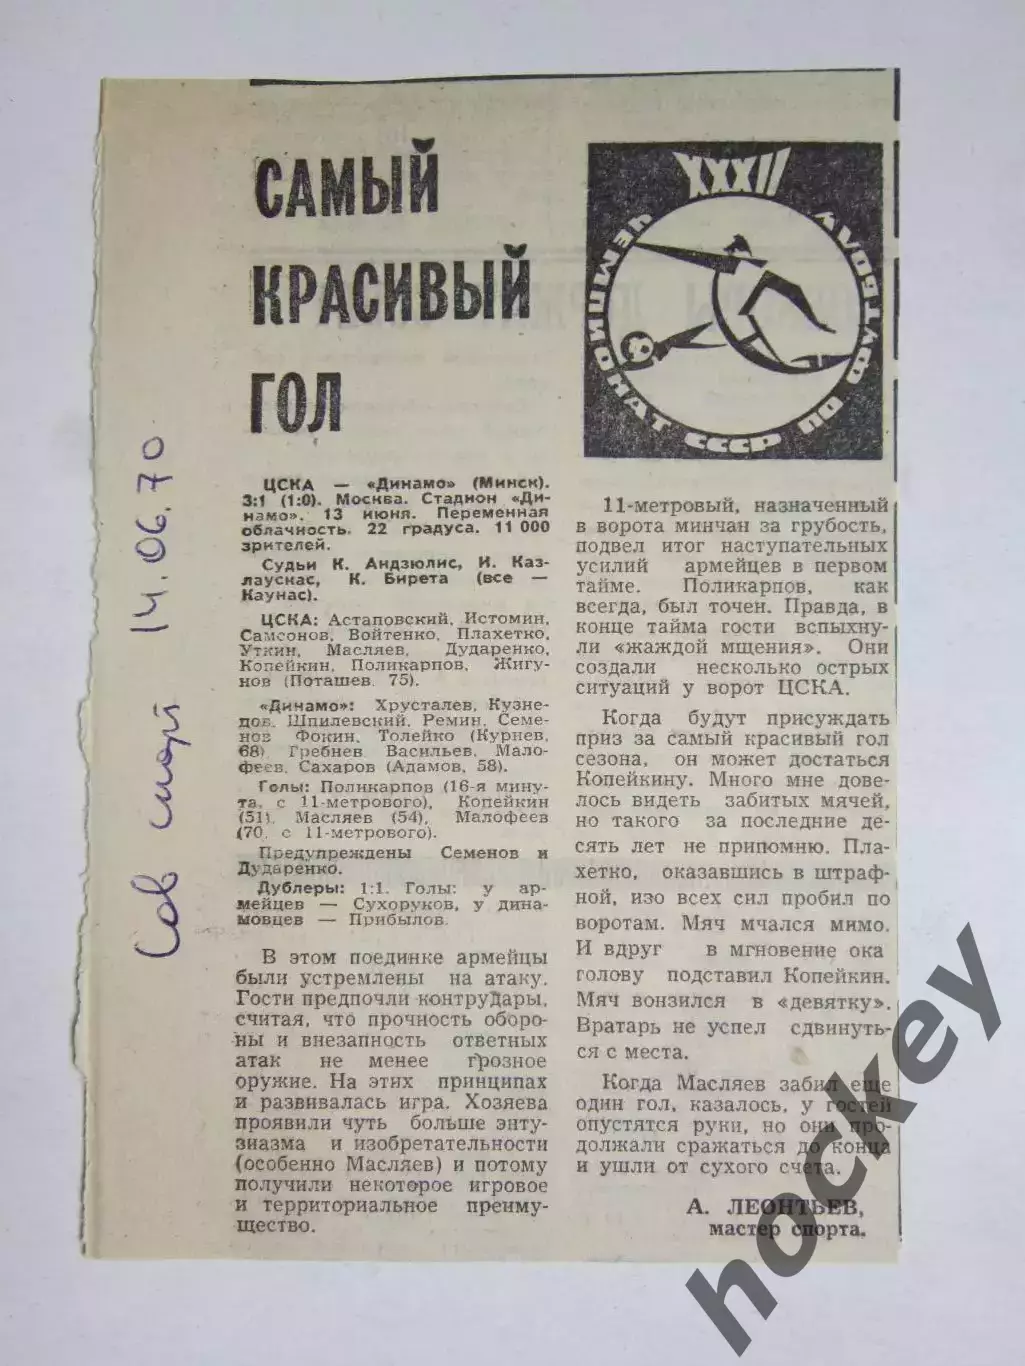 САМЫЙ
КРАСИВЫЙ
ГОЛ
XXXII
ЧЕМПИОНАТ СССР ПО ФУТБОЛУ
ЦСКА — «Динамо» (Минск).
3:1 (1:0). Москва. Стадион «Ди-
намо». 13 июня. Переменная
облачность. 22 градуса. 11 000
зрителей.
Судьи К. Андзюлис, И. Каз-
лаускас, К. Бирета (все —
Каунас).
ЦСКА: Астаповский, Истомин,
Самсонов, Войтенко, Плахетко,
Уткин, Масляев, Дударенко,
Копейкин, Поликарпов, Жигу-
нов (Поташев. 75).
«Динамо»: Хрусталев, Кузне-
цов, Шпилевский, Ремин, Семе-
нов Фокин, Толейко (Курнев,
68), Гребнев Васильев, Мало-
феев, Сахаров (Адамов, 58).
Голы: Поликарпов (16-я мину-
та, с 11-метрового), Копейкин
(51), Масляев (54), Малофеев
(70, с 11-метрового).
Предупреждены Семенов и
Дударенко.
Дублеры: 1:1. Голы: у ар-
мейцев — Сухоруков, у дина-
мовцев — Прибылов.
В этом поединке армейцы
были устремлены на атаку.
Гости предпочли контрудары,
считая, что прочность оборо-
ны и внезапность ответных
атак не менее грозное
оружие. На этих принципах
и развивалась игра. Хозяева
проявили чуть больше энту-
зиазма и изобретательности
(особенно Масляев) и потому
получили некоторое игровое
и территориальное преиму-
щество.
11-метровый, назначенный
в ворота минчан за грубость,
подвел итог наступательных
усилий армейцев в первом
тайме. Поликарпов, как
всегда, был точен. Правда, в
конце тайма гости вспыхну-
ли «жаждой мщения». Они
создали несколько острых
ситуаций у ворот ЦСКА.
Когда будут присуждать
приз за самый красивый гол
сезона, он может достаться
Копейкину. Много мне дове-
лось видеть забитых мячей,
но такого за последние де-
сять лет не припомню. Пла-
хетко, оказавшись в штраф-
ной, изо всех сил пробил по
воротам. Мяч мчался мимо.
И вдруг в мгновение ока
голову подставил Копейкин.
Мяч вонзился в «девятку».
Вратарь не успел сдвинуть-
ся с места.
Когда Масляев забил еще
один гол, казалось, у гостей
опустятся руки, но они про-
должали сражаться до конца
и ушли от сухого счета.
А. ЛЕОНТЬЕВ,
мастер спорта.
Сов спорт 14.06.70
hockey